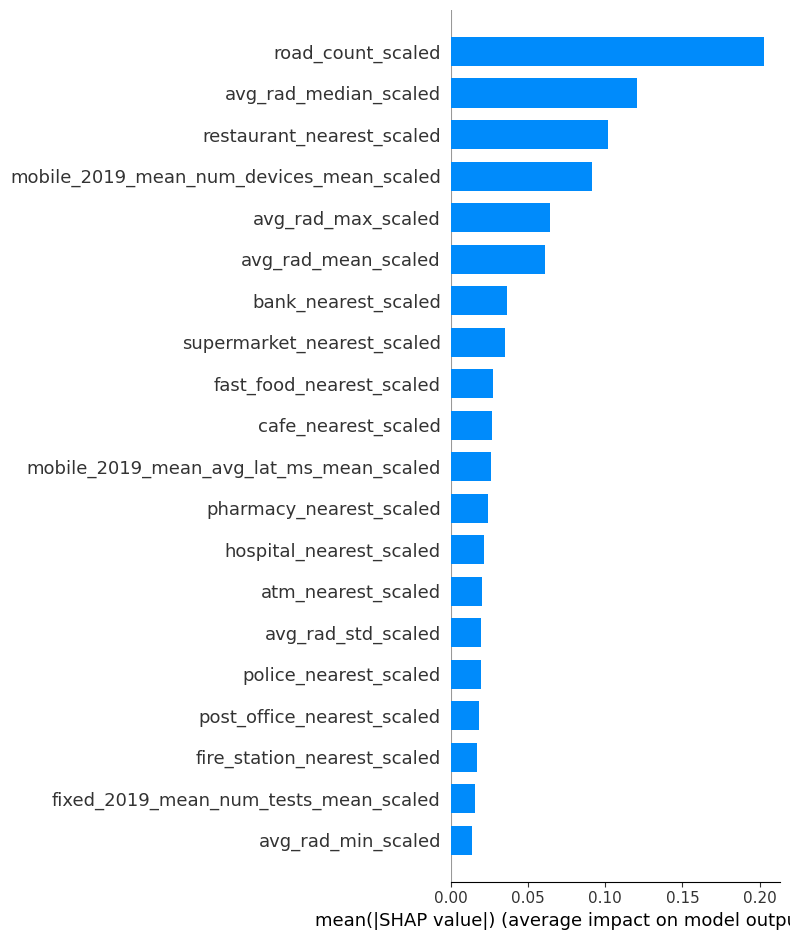 road_count_scaled
avg_rad_median_scaled
restaurant_nearest_scaled
mobile_2019_mean_num_devices_mean_scaled
avg_rad_max_scaled
avg_rad_mean_scaled
bank_nearest_scaled
supermarket_nearest_scaled
fast_food_nearest_scaled
cafe_nearest_scaled
mobile_2019_mean_avg_lat_ms_mean_scaled
pharmacy_nearest_scaled
hospital_nearest_scaled
atm_nearest_scaled
avg_rad_std_scaled
police_nearest_scaled
post_office_nearest_scaled
fire_station_nearest_scaled
fixed_2019_mean_num_tests_mean_scaled
avg_rad_min_scaled
0.00 0.05 0.10 0.15 0.20
mean(|SHAP value|) (average impact on model